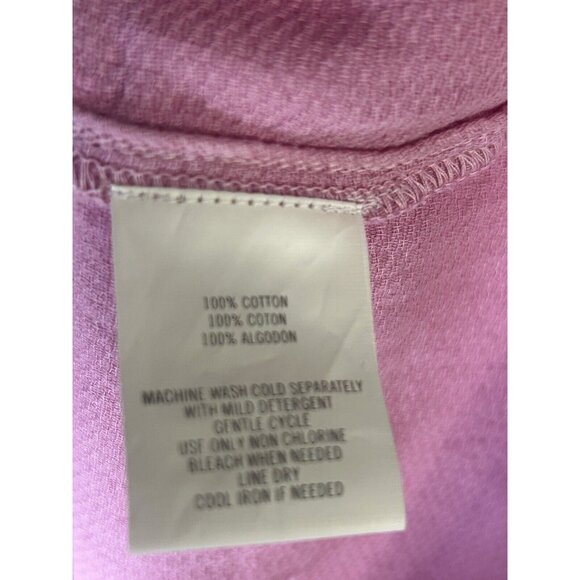 100% COTTON
100% COTON
100% ALGODON
MACHINE WASH COLD SEPARATELY
WITH MILD DETERGENT
GENTLE CYCLE
USE ONLY NON CHLORINE
BLEACH WHEN NEEDED
LINE DRY
COOL IRON IF NEEDED